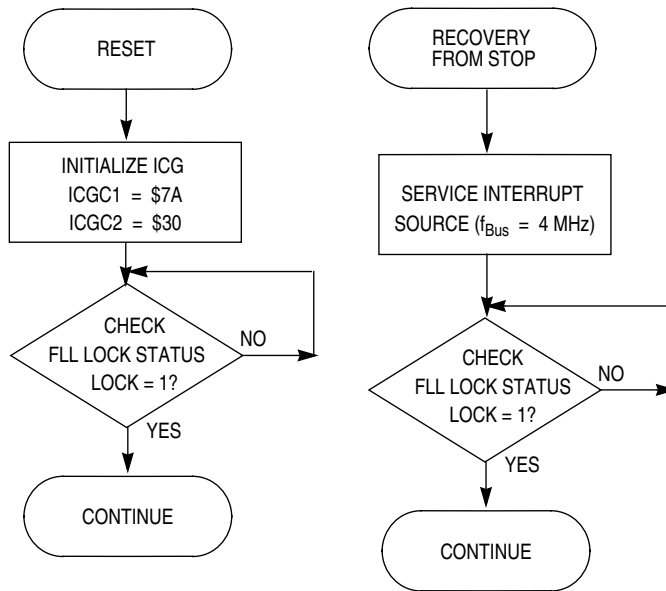 RESET
INITIALIZE ICG
ICGC1 = $7A
ICGC2 = $30
CHECK
FLL LOCK STATUS
LOCK = 1?
NO
YES
CONTINUE
RECOVERY
FROM STOP
SERVICE INTERRUPT
SOURCE (fBus = 4 MHz)
CHECK
FLL LOCK STATUS
LOCK = 1?
NO
YES
CONTINUE